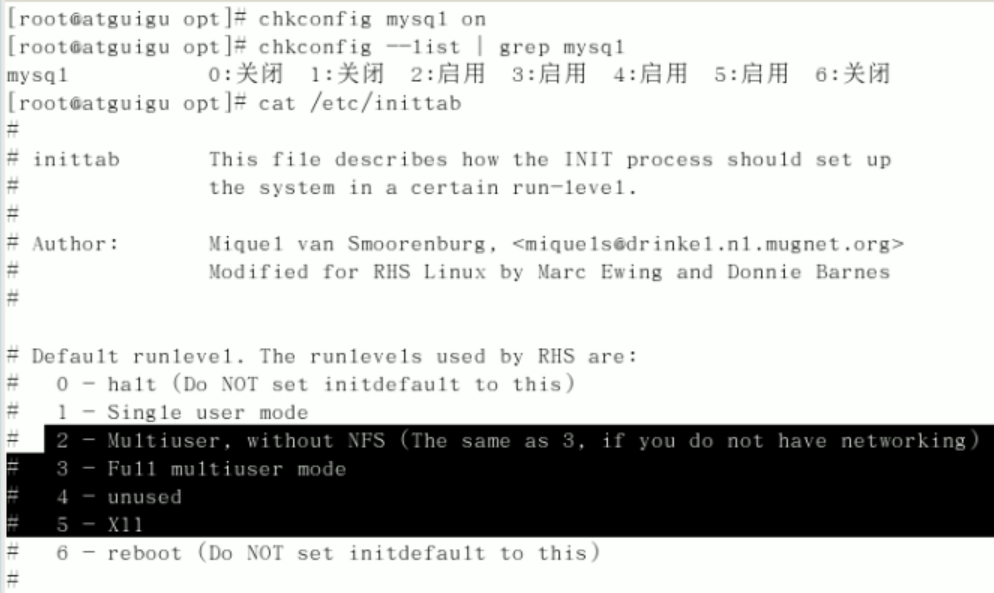 [root@atguigu opt]# chkconfig mysql on
[root@atguigu opt]# chkconfig --list | grep mysql
mysql          0:关闭  1:关闭  2:启用  3:启用  4:启用  5:启用  6:关闭
[root@atguigu opt]# cat /etc/inittab
#
# inittab       This file describes how the INIT process should set up
#               the system in a certain run-level.
#
# Author:       Miquel van Smoorenburg, <miquels@drinkel.nl.mugnet.org>
#               Modified for RHS Linux by Marc Ewing and Donnie Barnes
#
# Default runlevel. The runlevels used by RHS are:
#   0 - halt (Do NOT set initdefault to this)
#   1 - Single user mode
#   2 - Multiuser, without NFS (The same as 3, if you do not have networking)
#   3 - Full multiuser mode
#   4 - unused
#   5 - X11
#   6 - reboot (Do NOT set initdefault to this)
#